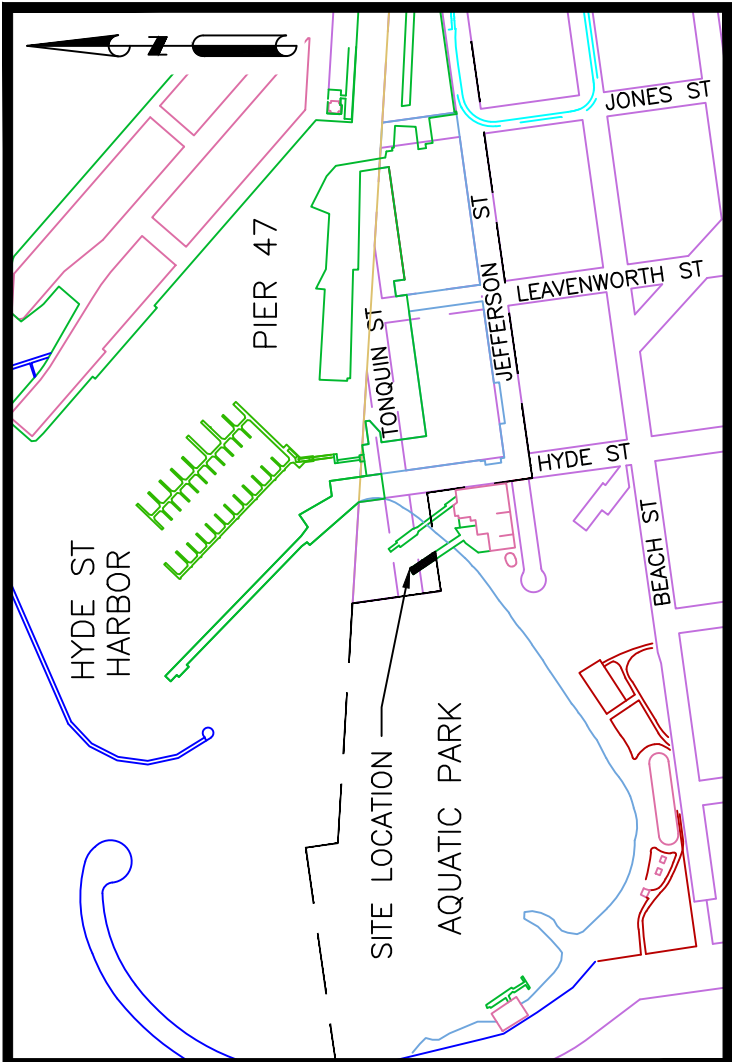 N
JONES ST
PIER 47
JEFFERSON ST
LEAVENWORTH ST
TONQUIN ST
HYDE ST
HYDE ST
HARBOR
BEACH ST
SITE LOCATION
AQUATIC PARK